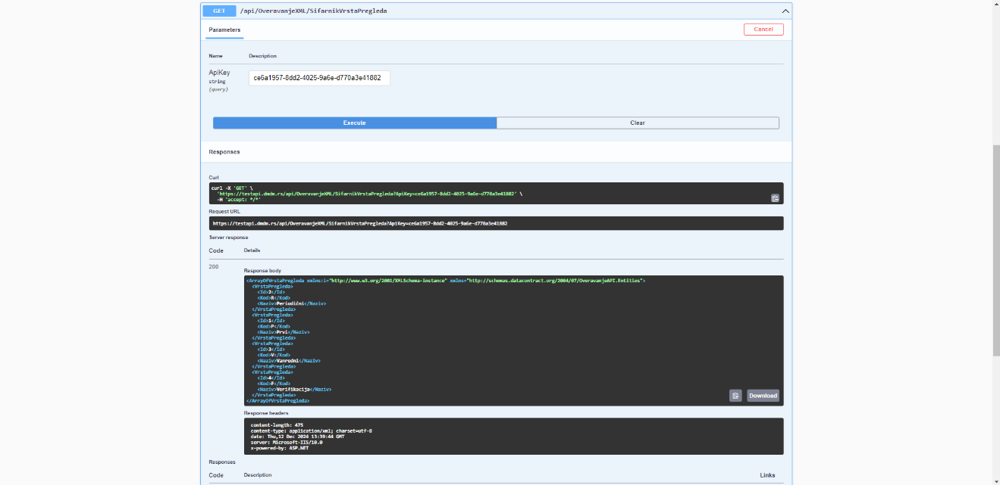 GET /api/OveravanjeXML/SifarnikVrstaPregleda
Parameters
Cancel
Name Description
ApiKey
string
(query)
ce6a1957-8dd2-4025-9a6e-d770a3e41882
Execute Clear
Responses
Curl
curl -X 'GET' \
'https://testapi.dmdm.rs/api/OveravanjeXML/SifarnikVrstaPregleda?ApiKey=ce6a1957-8dd2-4025-9a6e-d770a3e41882' \
-H 'accept: */*'
Request URL
https://testapi.dmdm.rs/api/OveravanjeXML/SifarnikVrstaPregleda?ApiKey=ce6a1957-8dd2-4025-9a6e-d770a3e41882
Server response
Code Details
200
Response body
<ArrayOfVrstaPregleda xmlns:i="http://www.w3.org/2001/XMLSchema-instance" xmlns="http://schemas.datacontract.org/2004/07/OveravanjeAPI.Entities">
<VrstaPregleda>
<Id>2</Id>
<Kod>R</Kod>
<Naziv>Periodični</Naziv>
</VrstaPregleda>
<VrstaPregleda>
<Id>1</Id>
<Kod>P</Kod>
<Naziv>Prvi</Naziv>
</VrstaPregleda>
<VrstaPregleda>
<Id>3</Id>
<Kod>V</Kod>
<Naziv>Vanredni</Naziv>
</VrstaPregleda>
<VrstaPregleda>
<Id>4</Id>
<Kod>F</Kod>
<Naziv>Verifikacija</Naziv>
</VrstaPregleda>
</ArrayOfVrstaPregleda>
Download
Response headers
content-length: 475
content-type: application/xml; charset=utf-8
date: Thu,12 Dec 2024 13:39:44 GMT
server: Microsoft-IIS/10.0
x-powered-by: ASP.NET
Responses
Code Description Links